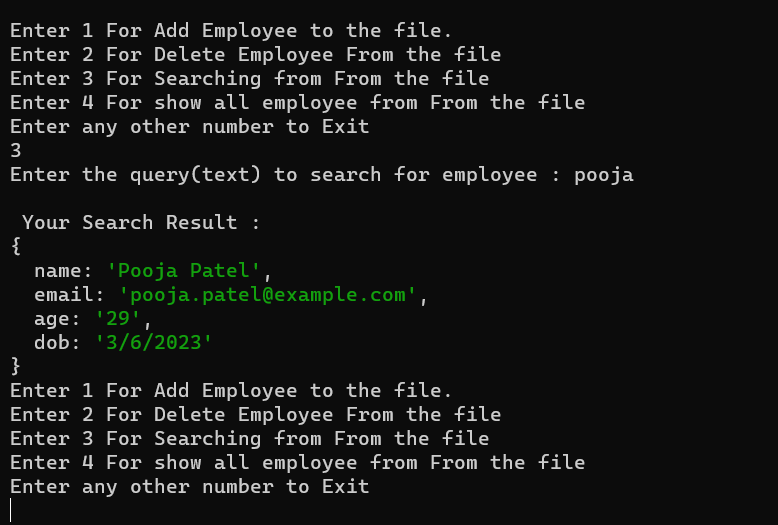 Enter 1 For Add Employee to the file.
Enter 2 For Delete Employee From the file
Enter 3 For Searching from From the file
Enter 4 For show all employee from From the file
Enter any other number to Exit
3
Enter the query(text) to search for employee : pooja
Your Search Result :
{
name: 'Pooja Patel',
email: 'pooja.patel@example.com',
age: '29',
dob: '3/6/2023'
}
Enter 1 For Add Employee to the file.
Enter 2 For Delete Employee From the file
Enter 3 For Searching from From the file
Enter 4 For show all employee from From the file
Enter any other number to Exit